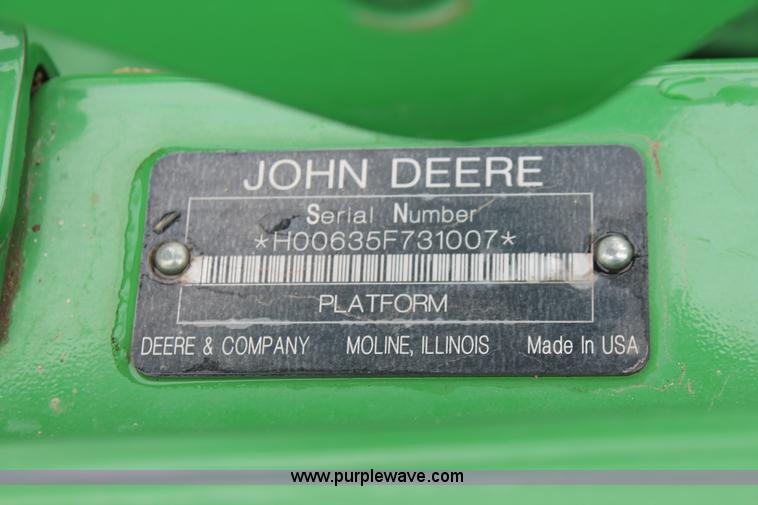 JOHN DEERE
Serial Number
*H00635F731007*
PLATFORM
DEERE & COMPANY MOLINE, ILLINOIS Made In USA
www.purplewave.com